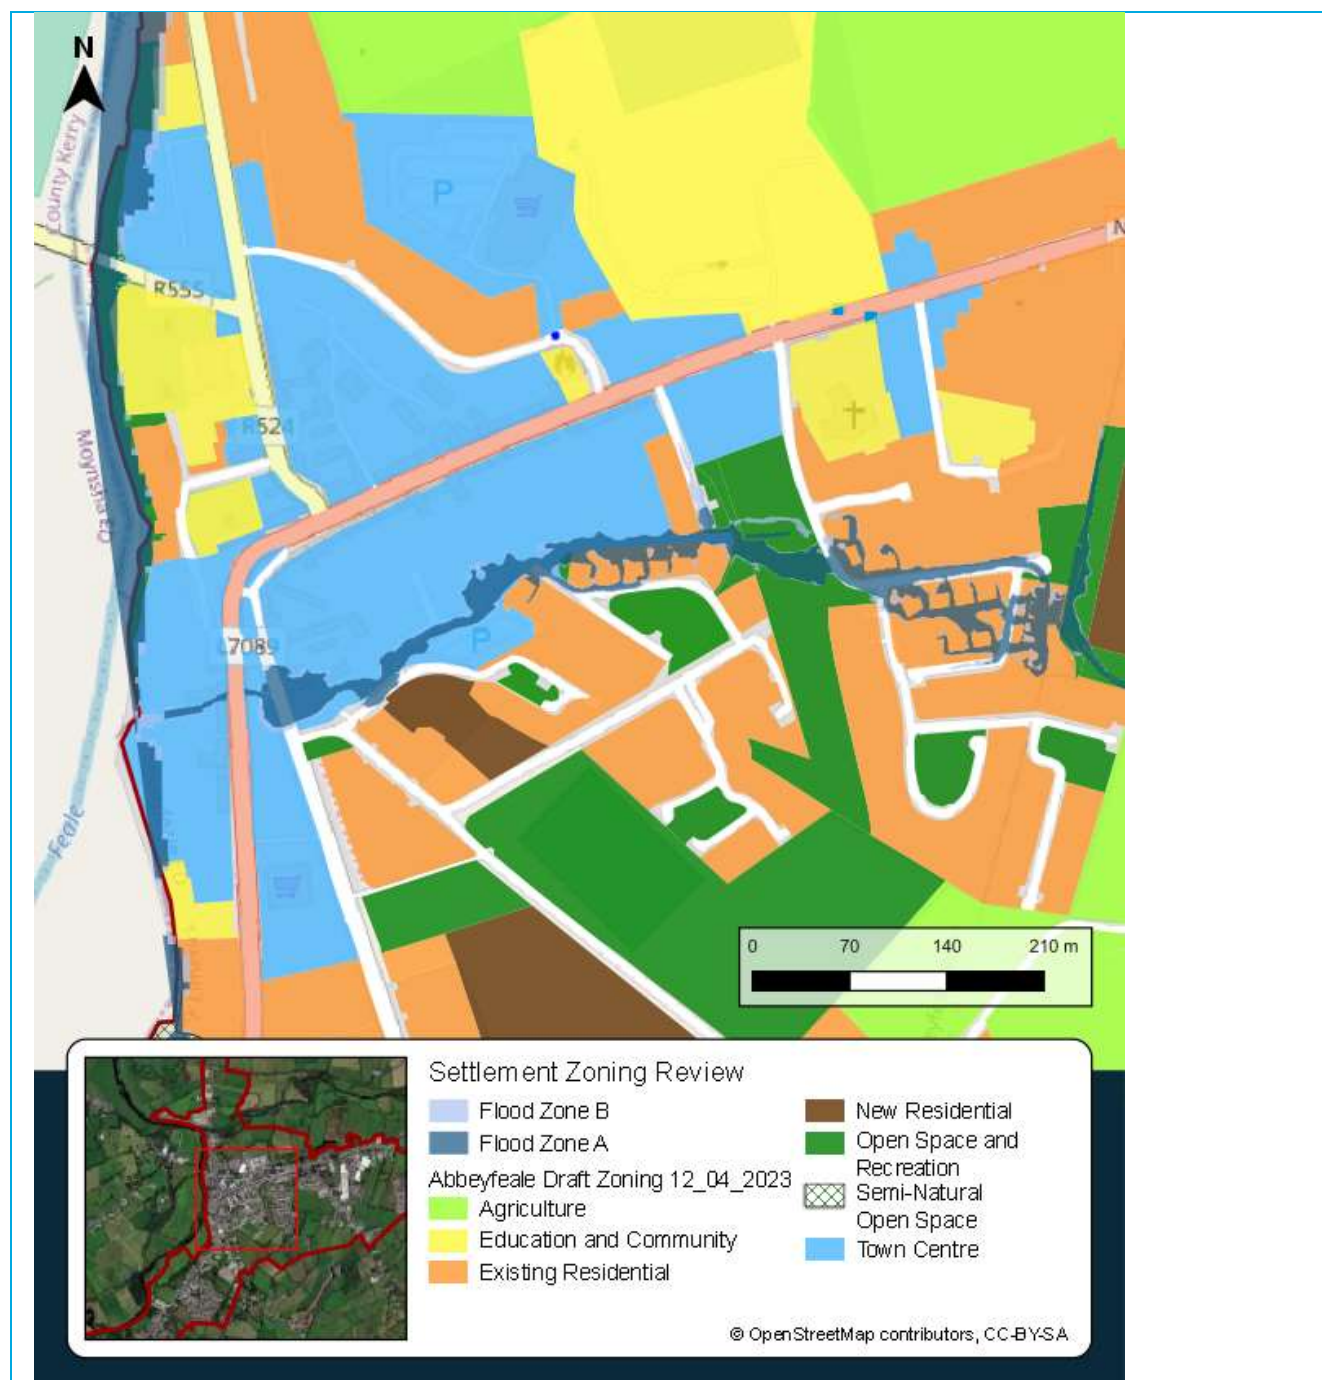 N
County Kerry
P
N
R555
R524
L7089
P
Feale
0 70 140 210 m
Settlement Zoning Review
Flood Zone B
Flood Zone A
Abbeyfeale Draft Zoning 12_04_2023
Agriculture
Education and Community
Existing Residential
New Residential
Open Space and
Recreation
Semi-Natural
Open Space
Town Centre
© OpenStreetMap contributors, CC-BY-SA